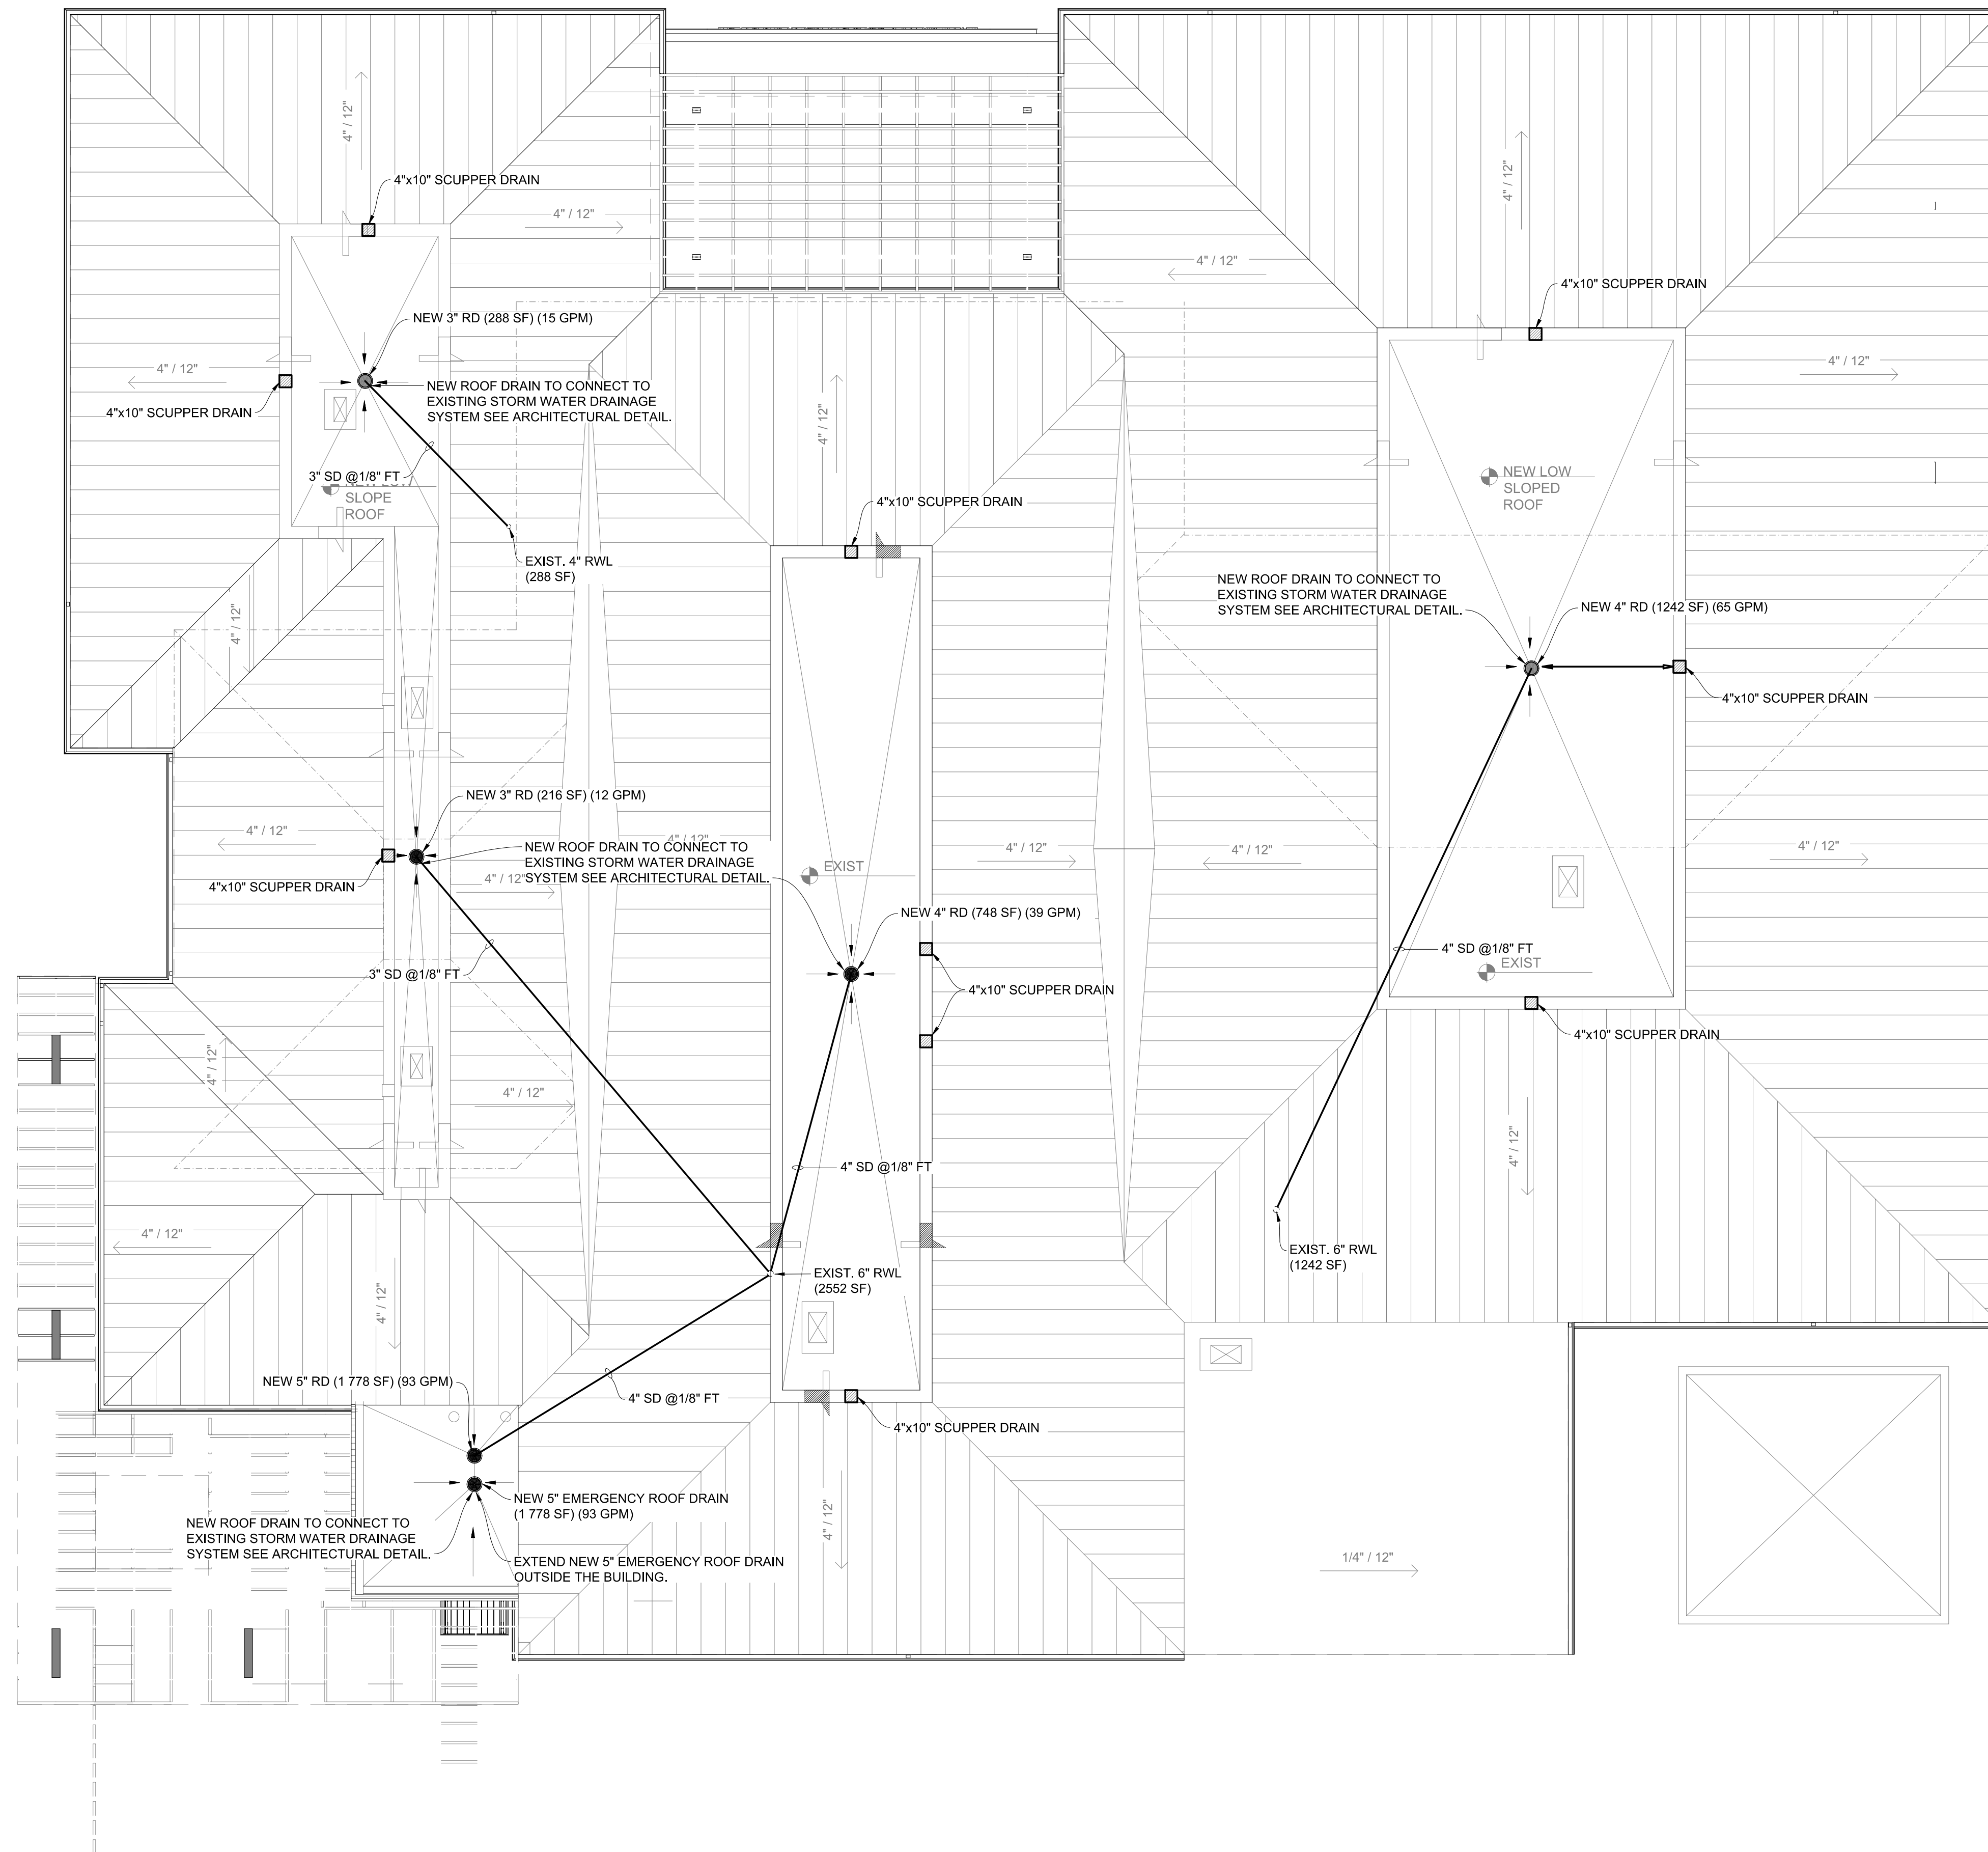 4" / 12"
4"x10" SCUPPER DRAIN
4" / 12"
4" / 12"
4" / 12"
4"x10" SCUPPER DRAIN
NEW 3" RD (288 SF) (15 GPM)
4" / 12"
4" / 12"
NEW ROOF DRAIN TO CONNECT TO
EXISTING STORM WATER DRAINAGE
SYSTEM SEE ARCHITECTURAL DETAIL.
4"x10" SCUPPER DRAIN
4" / 12"
3" SD @1/8" FT
SLOPE
ROOF
NEW LOW
SLOPED
ROOF
4"x10" SCUPPER DRAIN
EXIST. 4" RWL
(288 SF)
NEW ROOF DRAIN TO CONNECT TO
EXISTING STORM WATER DRAINAGE
SYSTEM SEE ARCHITECTURAL DETAIL.
NEW 4" RD (1242 SF) (65 GPM)
4" / 12"
4"x10" SCUPPER DRAIN
NEW 3" RD (216 SF) (12 GPM)
4" / 12"
4" / 12"
NEW ROOF DRAIN TO CONNECT TO
EXISTING STORM WATER DRAINAGE
SYSTEM SEE ARCHITECTURAL DETAIL.
4" / 12"
4" / 12"
4" / 12"
EXIST
4" / 12"
4"x10" SCUPPER DRAIN
NEW 4" RD (748 SF) (39 GPM)
4" SD @1/8" FT
EXIST
3" SD @1/8" FT
4"x10" SCUPPER DRAIN
4"x10" SCUPPER DRAIN
4" / 12"
4" / 12"
4" / 12"
4" SD @1/8" FT
4" / 12"
EXIST. 6" RWL
(1242 SF)
EXIST. 6" RWL
(2552 SF)
4" / 12"
NEW 5" RD (1 778 SF) (93 GPM)
4" SD @1/8" FT
4"x10" SCUPPER DRAIN
NEW 5" EMERGENCY ROOF DRAIN
(1 778 SF) (93 GPM)
NEW ROOF DRAIN TO CONNECT TO
EXISTING STORM WATER DRAINAGE
SYSTEM SEE ARCHITECTURAL DETAIL.
4" / 12"
EXTEND NEW 5" EMERGENCY ROOF DRAIN
OUTSIDE THE BUILDING.
1/4" / 12"